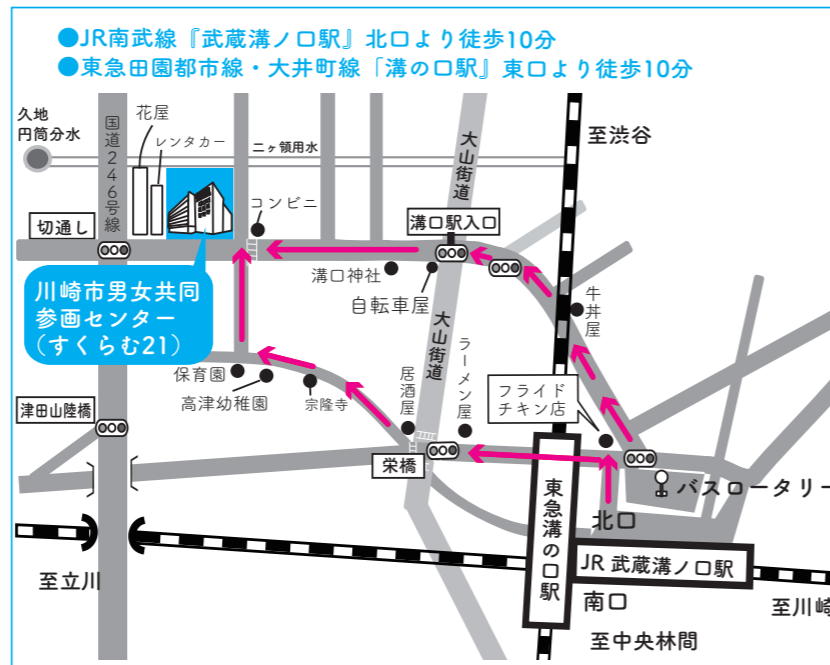 ●JR南武線『武蔵溝ノ口駅』北口より徒歩10分
●東急田園都市線・大井町線「溝の口駅』東口より徒歩10分
久地
円筒分水
国道246号線
花屋
レンタカー
二ヶ領用水
大山街道
至渋谷
コンビニ
切通し
溝口駅入口
溝口神社
自転車屋
牛丼屋
川崎市男女共同
参画センター
(すくらむ21)
大山街道
ラーメン屋
居酒屋
保育園
高津幼稚園
宗隆寺
フライド
チキン店
津田山陸橋
栄橋
バスロータリー
東急溝の口駅
北口
JR 武蔵溝ノ口駅
至立川
南口
至川崎
至中央林間